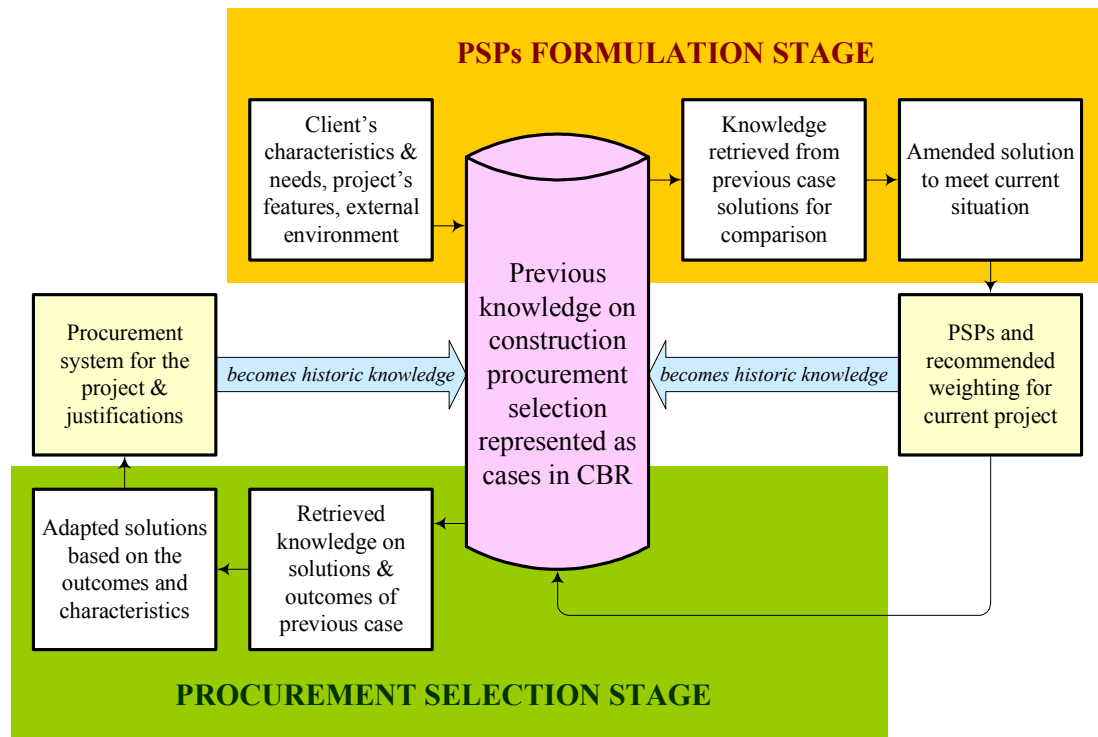 PSPs FORMULATION STAGE
Client's
characteristics &
needs, project's
features, external
environment
Knowledge
retrieved from
previous case
solutions for
comparison
Amended solution
to meet current
situation
Previous
knowledge on
construction
procurement
selection
represented as
cases in CBR
Procurement
system for the
project &
justifications
becomes historic knowledge
becomes historic knowledge
PSPs and
recommended
weighting for
current project
Adapted solutions
based on the
outcomes and
characteristics
Retrieved
knowledge on
solutions &
outcomes of
previous case
PROCUREMENT SELECTION STAGE